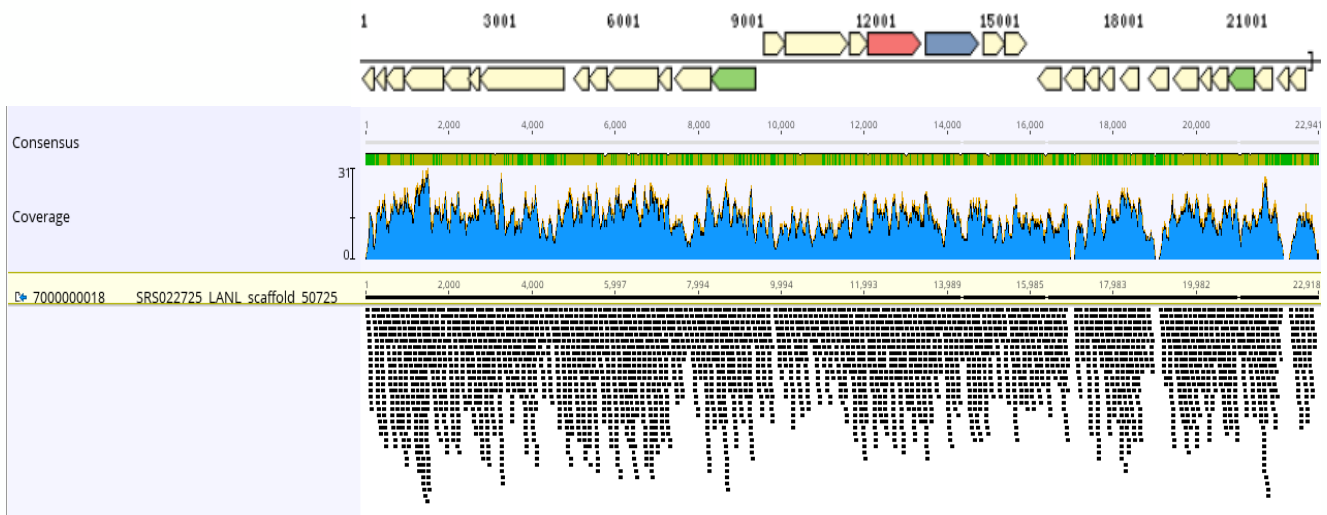 1 3001 6001 9001 12001 15001 18001 21001
Consensus
1 2,000 4,000 6,000 8,000 10,000 12,000 14,000 16,000 18,000 20,000 22,941
31
Coverage
0
7000000018 SRS022725_LANL_scaffold_50725
1 2,000 4,000 5,997 7,994 9,994 11,993 13,989 15,985 17,983 19,982 22,918